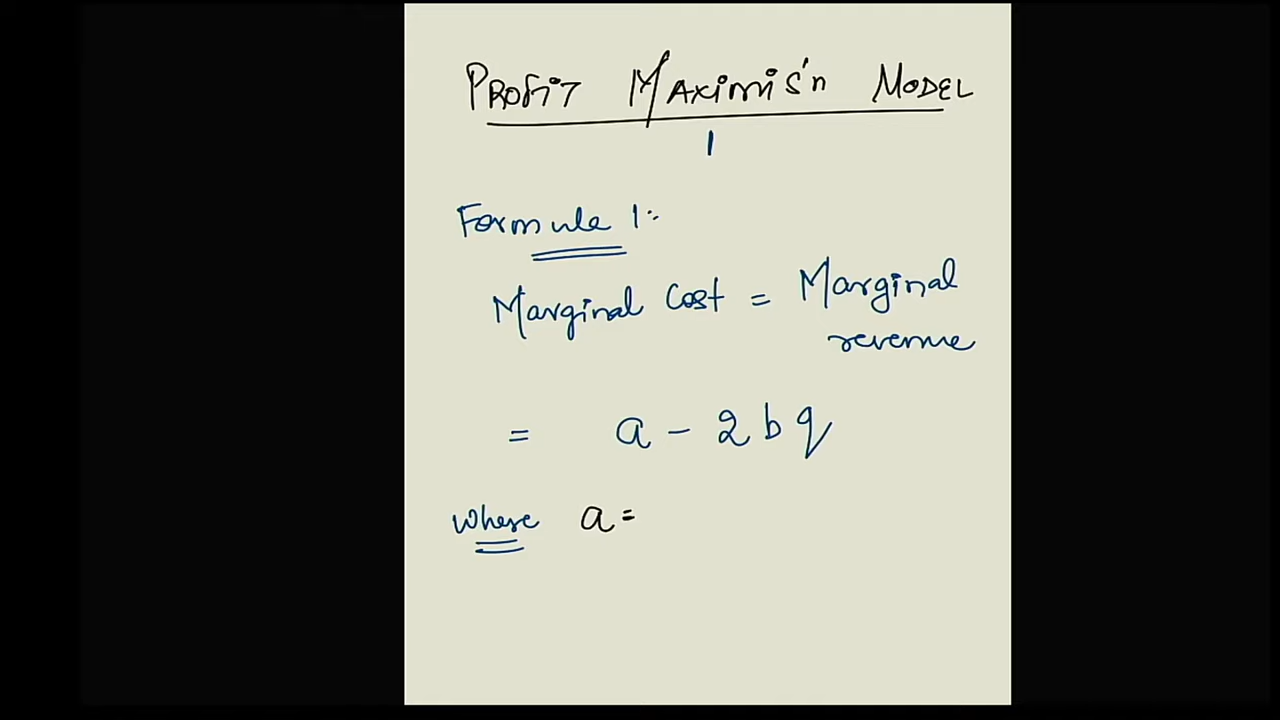 PROFIT MAXIMIS'N MODEL
1
Formule 1:
Marginal Cost = Marginal
revenue
= a - 2bq
Where a =